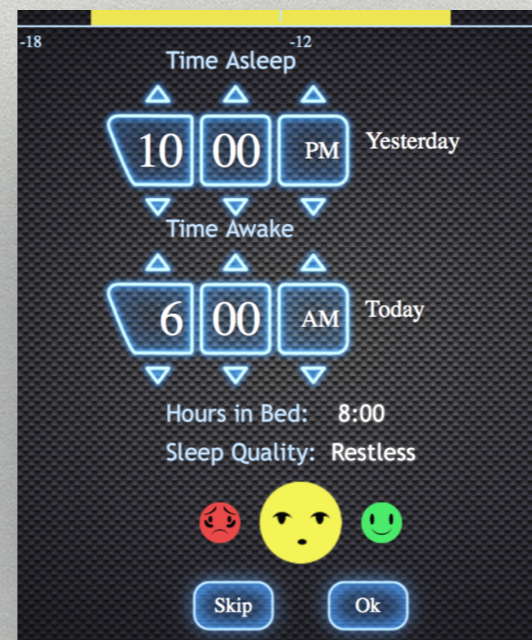 -18 -12
Time Asleep
10 00 PM Yesterday
Time Awake
6 00 AM Today
Hours in Bed: 8:00
Sleep Quality: Restless
Skip Ok